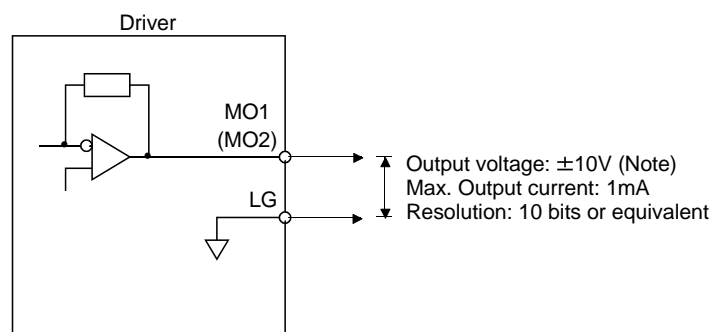 Driver
MO1
(MO2)
LG
Output voltage: ±10V (Note)
Max. Output current: 1mA
Resolution: 10 bits or equivalent